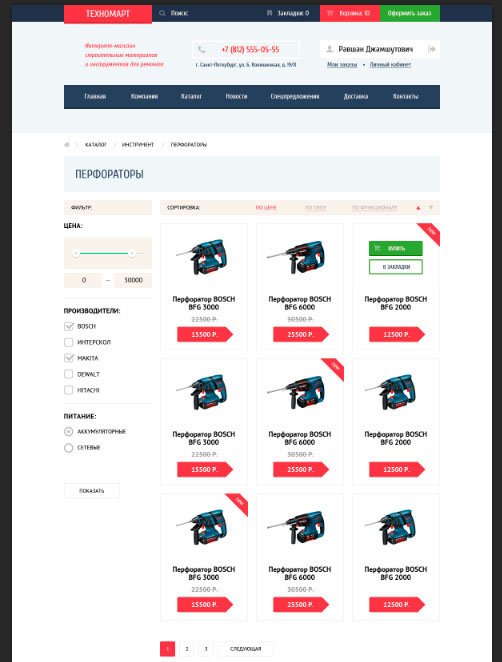 ТЕХНОМАРТ
Поиск:
Закладки: 0
Корзина: 10
Оформить заказ
Интернет-магазин
строительных материалов
и инструментов для ремонта
+7 (812) 555-05-55
г. Санкт-Петербург, ул. Б. Конюшенная, д. 19/8
Равшан Джамшутович
Мои заказы • Личный кабинет
Главная
Компания
Каталог
Новости
Спецпредложения
Доставка
Контакты
КАТАЛОГ
ИНСТРУМЕНТ
ПЕРФОРАТОРЫ
ПЕРФОРАТОРЫ
ФИЛЬТР:
СОРТИРОВКА:
ПО ЦЕНЕ
ПО ТИПУ
ПО ФУНКЦИОНАЛУ
ЦЕНА:
0 – 30000
ПРОИЗВОДИТЕЛИ:
BOSCH
ИНТЕРСКОЛ
MAKITA
DEWALT
HITACHI
ПИТАНИЕ:
АККУМУЛЯТОРНЫЕ
СЕТЕВЫЕ
ПОКАЗАТЬ
Перфоратор BOSCH
BFG 3000
22500 Р.
15500 Р.
Перфоратор BOSCH
BFG 6000
30500 Р.
25500 Р.
КУПИТЬ
В ЗАКЛАДКИ
Перфоратор BOSCH
BFG 2000
12500 Р.
Перфоратор BOSCH
BFG 3000
22500 Р.
15500 Р.
Перфоратор BOSCH
BFG 6000
30500 Р.
25500 Р.
Перфоратор BOSCH
BFG 2000
12500 Р.
Перфоратор BOSCH
BFG 3000
22500 Р.
15500 Р.
Перфоратор BOSCH
BFG 6000
30500 Р.
25500 Р.
Перфоратор BOSCH
BFG 2000
12500 Р.
1
2
3
СЛЕДУЮЩАЯ